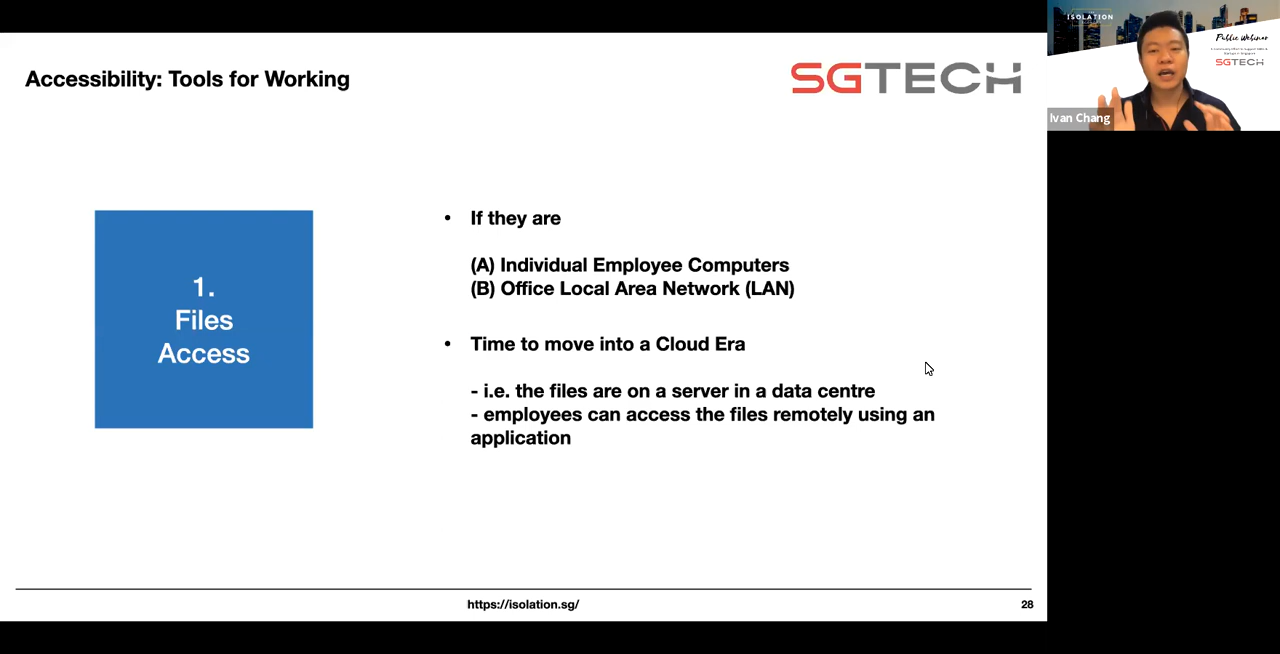 Accessibility: Tools for Working
SGTECH
1.
Files
Access
• If they are
(A) Individual Employee Computers
(B) Office Local Area Network (LAN)
• Time to move into a Cloud Era
- i.e. the files are on a server in a data centre
- employees can access the files remotely using an
application
https://isolation.sg/
28
ISOLATION
Public Webinar
SGTECH
Ivan Chang